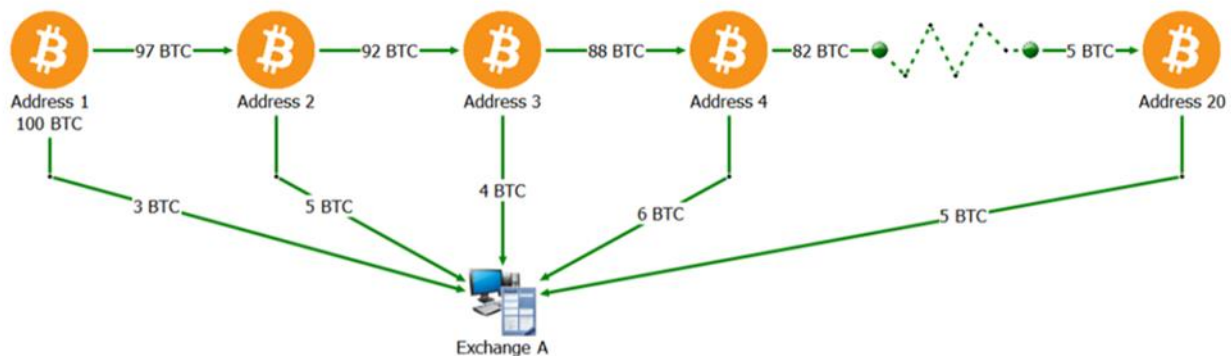 97 BTC
92 BTC
88 BTC
82 BTC
5 BTC
Address 1
100 BTC
Address 2
Address 3
Address 4
Address 20
3 BTC
5 BTC
4 BTC
6 BTC
5 BTC
Exchange A